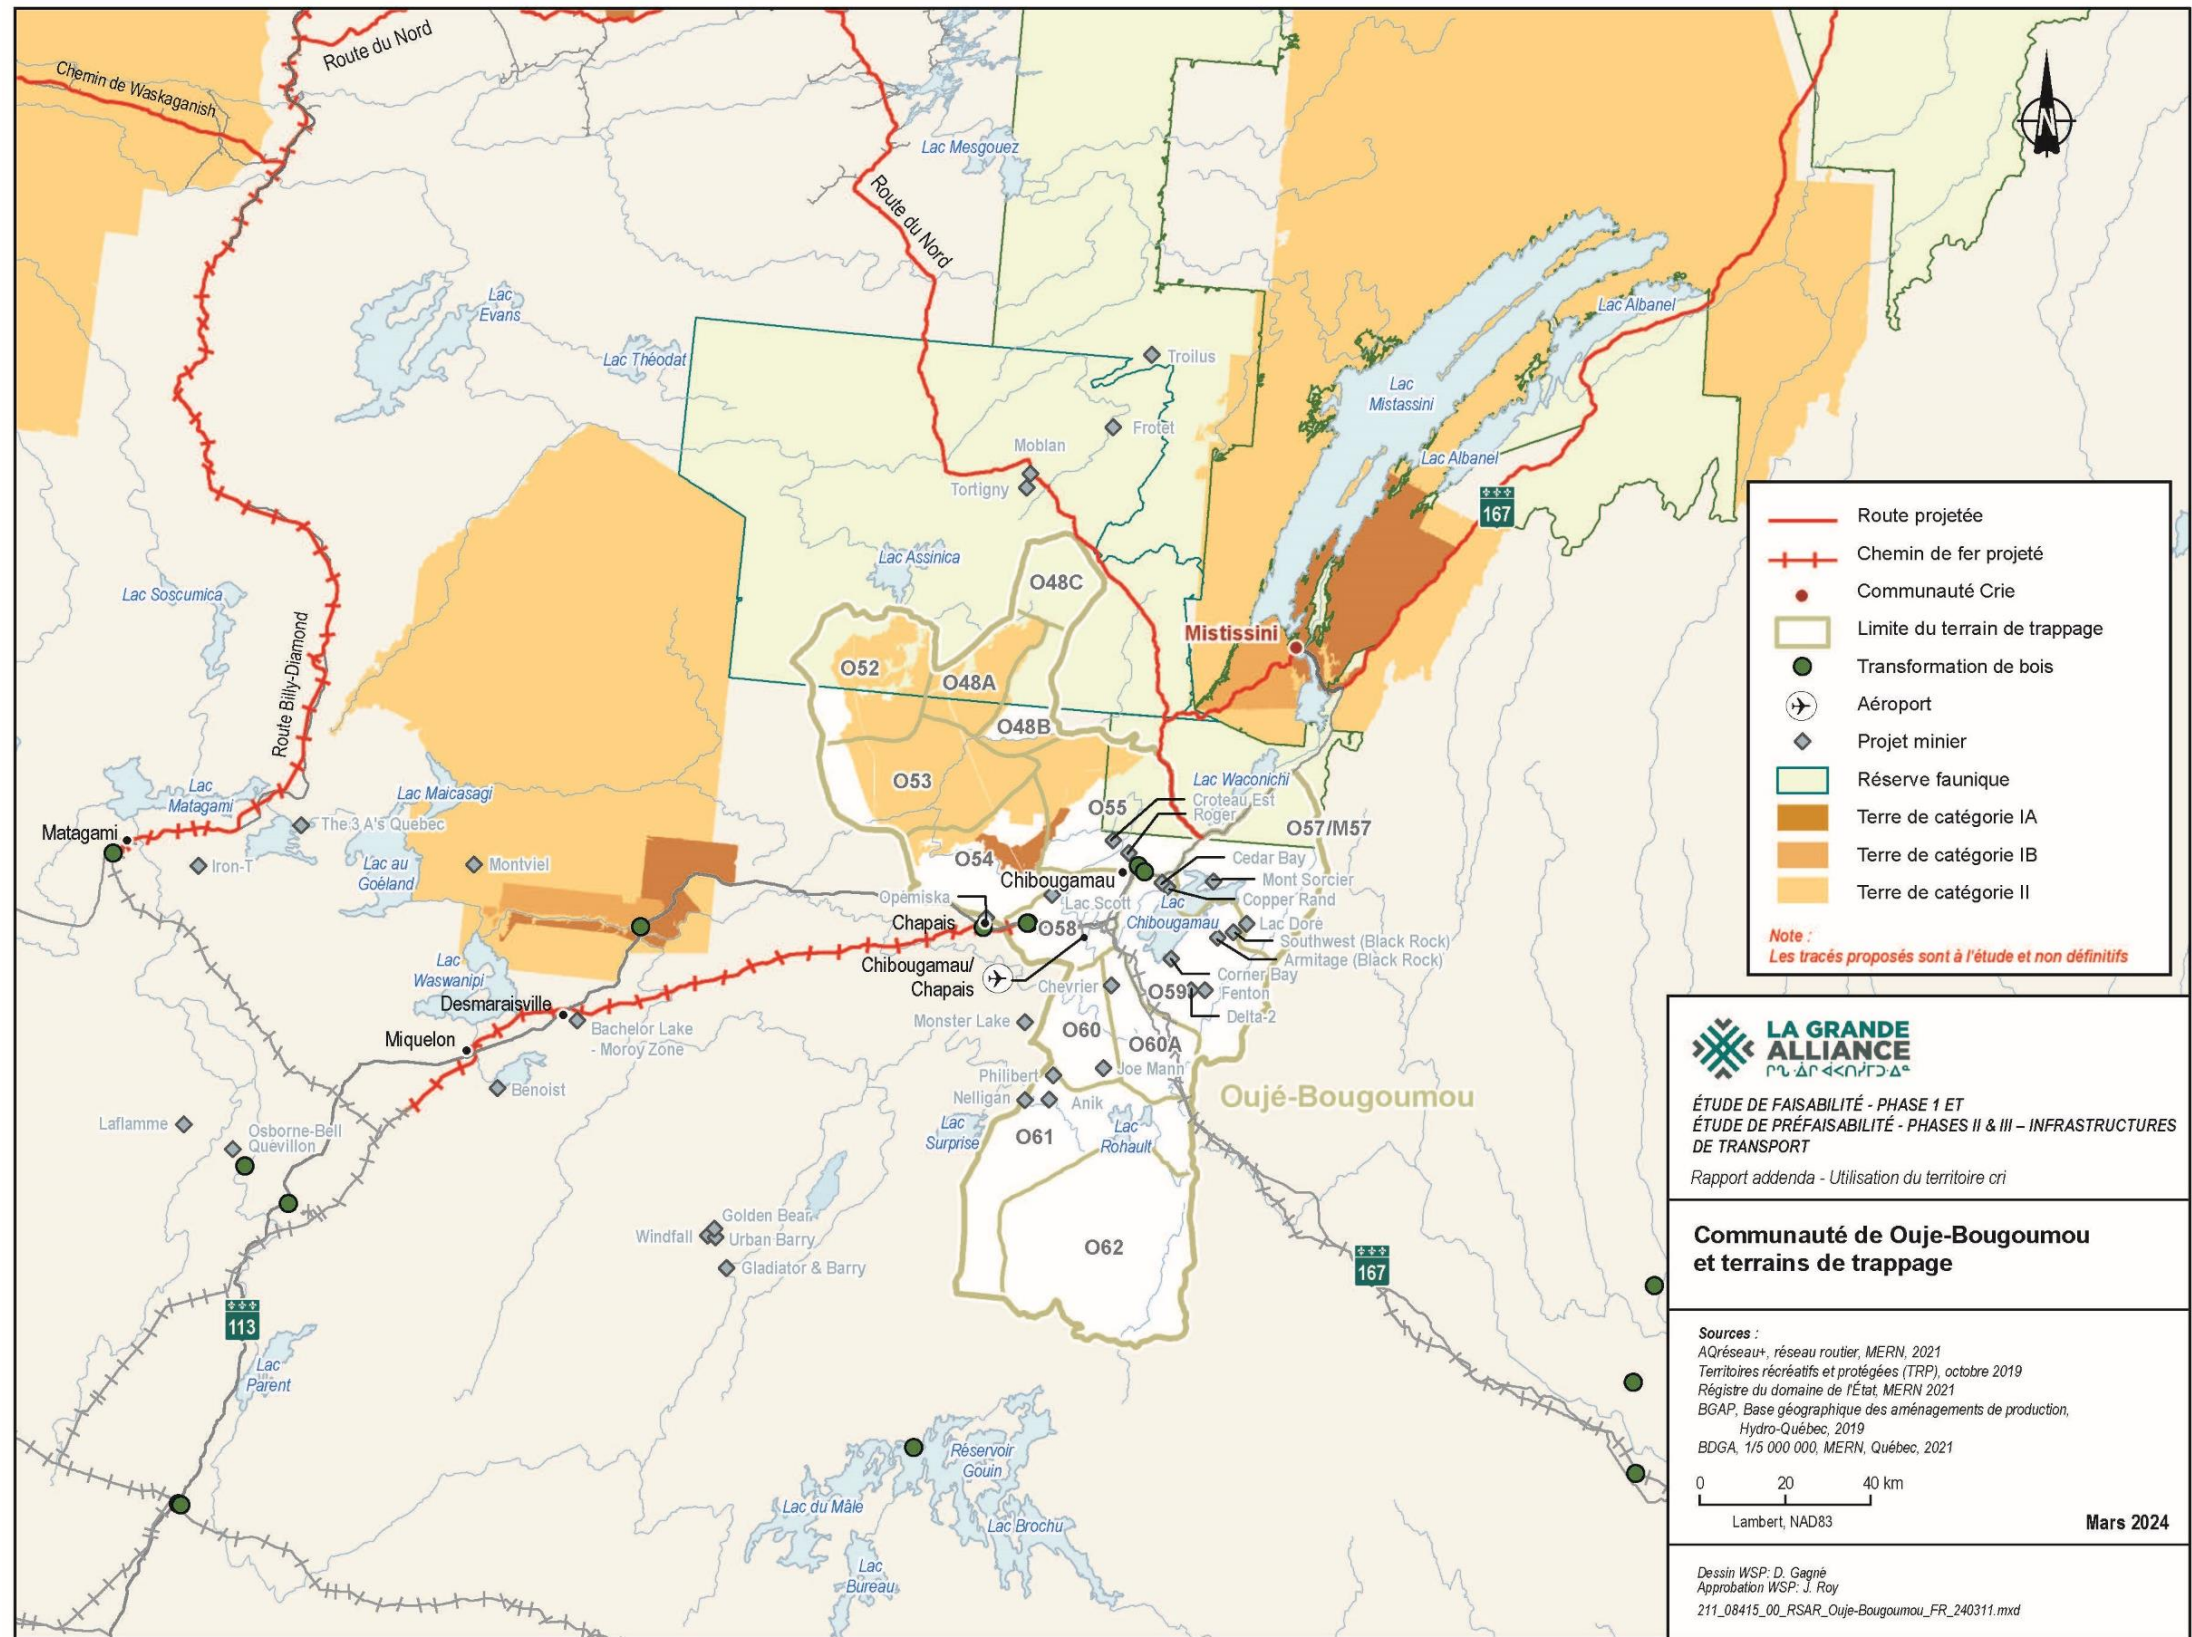 Route du Nord
Chemin de Waskaganish
Lac Mesgouez
Route du Nord
Lac
Evans
Lac Théodat
Lac Albanel
Troilus
Lac
Mistassini
Frotet
Moblan
Lac Albanel
Tortigny
167
Lac Assinica
O48C
Lac Soscumica
Route Billy-Diamond
Mistissini
O52
O48A
O48B
Lac
Matagami
Lac Maicasagi
O53
Lac Waconichi
Croteau Est
Roger
O55
O57/M57
Matagami
The 3 A's Quebec
Iron-T
Lac au
Goéland
Montviel
O54
Chibougamau
Cedar Bay
Mont Sorcier
Copper Rand
Opémiska
Lac Scott
Lac
Chibougamau
Chapais
O58
Lac Doré
Southwest (Black Rock)
Armitage (Black Rock)
Chibougamau/
Chapais
Lac
Waswanipi
Corner Bay
Chevrier
O59
Fenton
Delta-2
Desmaraisville
Miquelon
Bachelor Lake
- Moroy Zone
Monster Lake
O60
O60A
Joe Mann
Benoist
Philibert
Nelligan
Anik
Oujé-Bougoumou
Laflamme
Osborne-Bell
Quévillon
Lac
Surprise
O61
Lac
Rohault
Golden Bear
Windfall
Urban Barry
Gladiator & Barry
O62
167
113
Lac
Parent
Réservoir
Gouin
Lac du Mâle
Lac Brochu
Lac
Bureau
N
Route projetée
Chemin de fer projeté
Communauté Crie
Limite du terrain de trappage
Transformation de bois
Aéroport
Projet minier
Réserve faunique
Terre de catégorie IA
Terre de catégorie IB
Terre de catégorie II
Note :
Les tracés proposés sont à l'étude et non définitifs
LA GRANDE
ALLIANCE
ÉTUDE DE FAISABILITÉ - PHASE 1 ET
ÉTUDE DE PRÉFAISABILITÉ - PHASES II & III – INFRASTRUCTURES
DE TRANSPORT
Rapport addenda - Utilisation du territoire cri
Communauté de Ouje-Bougoumou
et terrains de trappage
Sources :
AQréseau+, réseau routier, MERN, 2021
Territoires récréatifs et protégées (TRP), octobre 2019
Régistre du domaine de l'État, MERN 2021
BGAP, Base géographique des aménagements de production,
Hydro-Québec, 2019
BDGA, 1/5 000 000, MERN, Québec, 2021
0 20 40 km
Lambert, NAD83
Mars 2024
Dessin WSP: D. Gagné
Approbation WSP: J. Roy
211_08415_00_RSAR_Ouje-Bougoumou_FR_240311.mxd